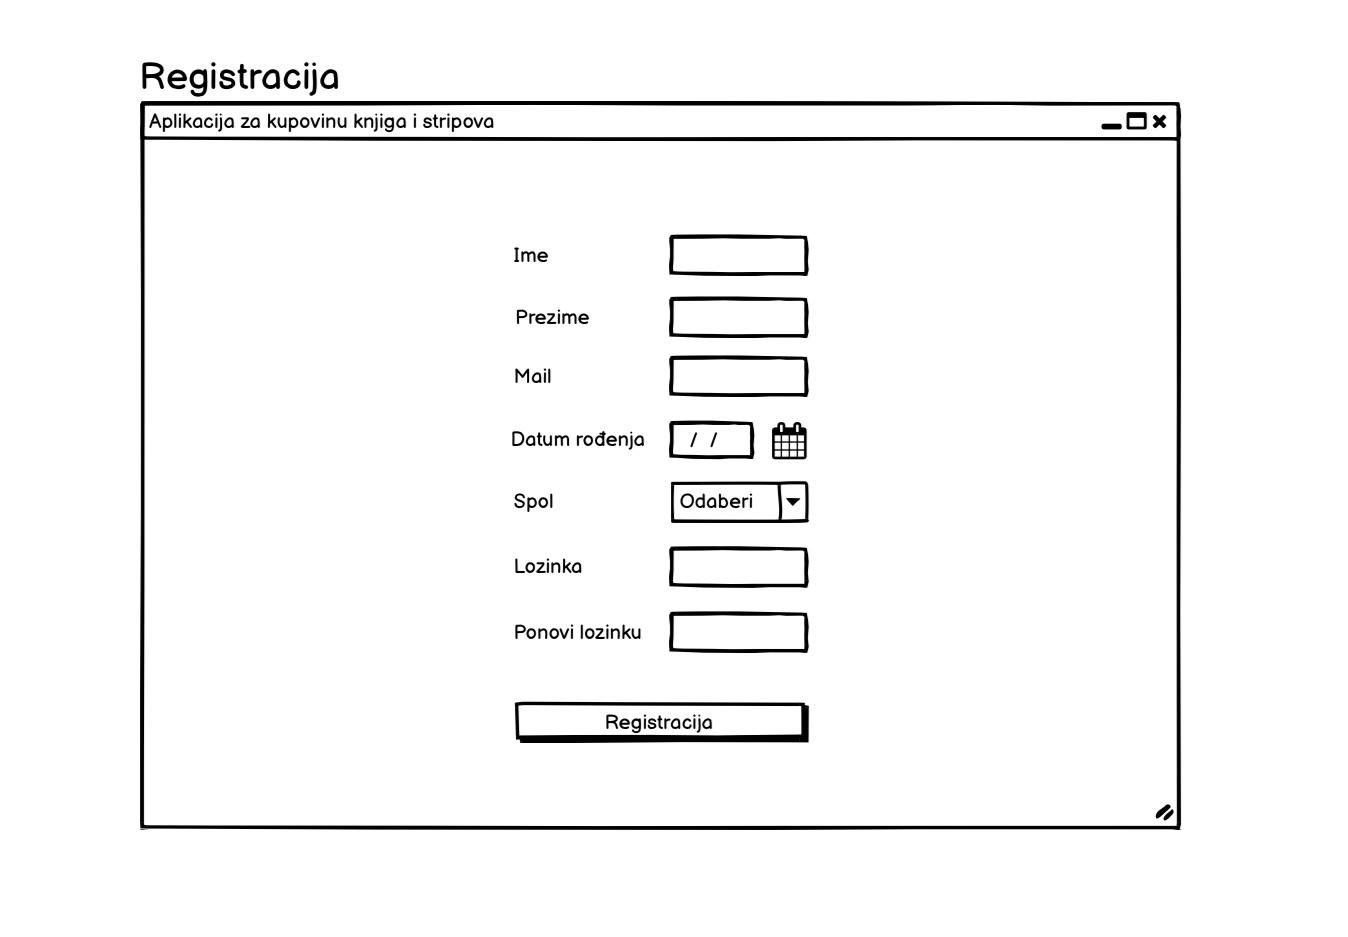 Registracija
Aplikacija za kupovinu knjiga i stripova
Ime
Prezime
Mail
Datum rođenja / /
Spol Odaberi
Lozinka
Ponovi lozinku
Registracija